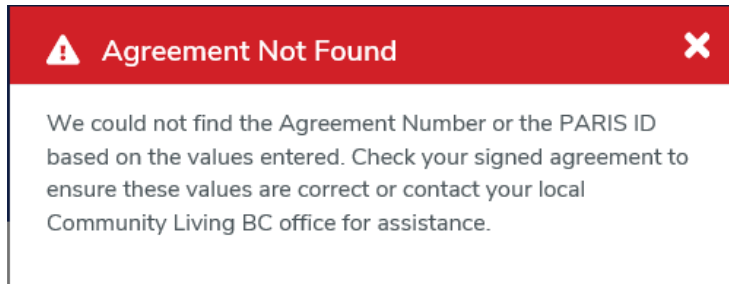 Agreement Not Found
We could not find the Agreement Number or the PARIS ID
based on the values entered. Check your signed agreement to
ensure these values are correct or contact your local
Community Living BC office for assistance.